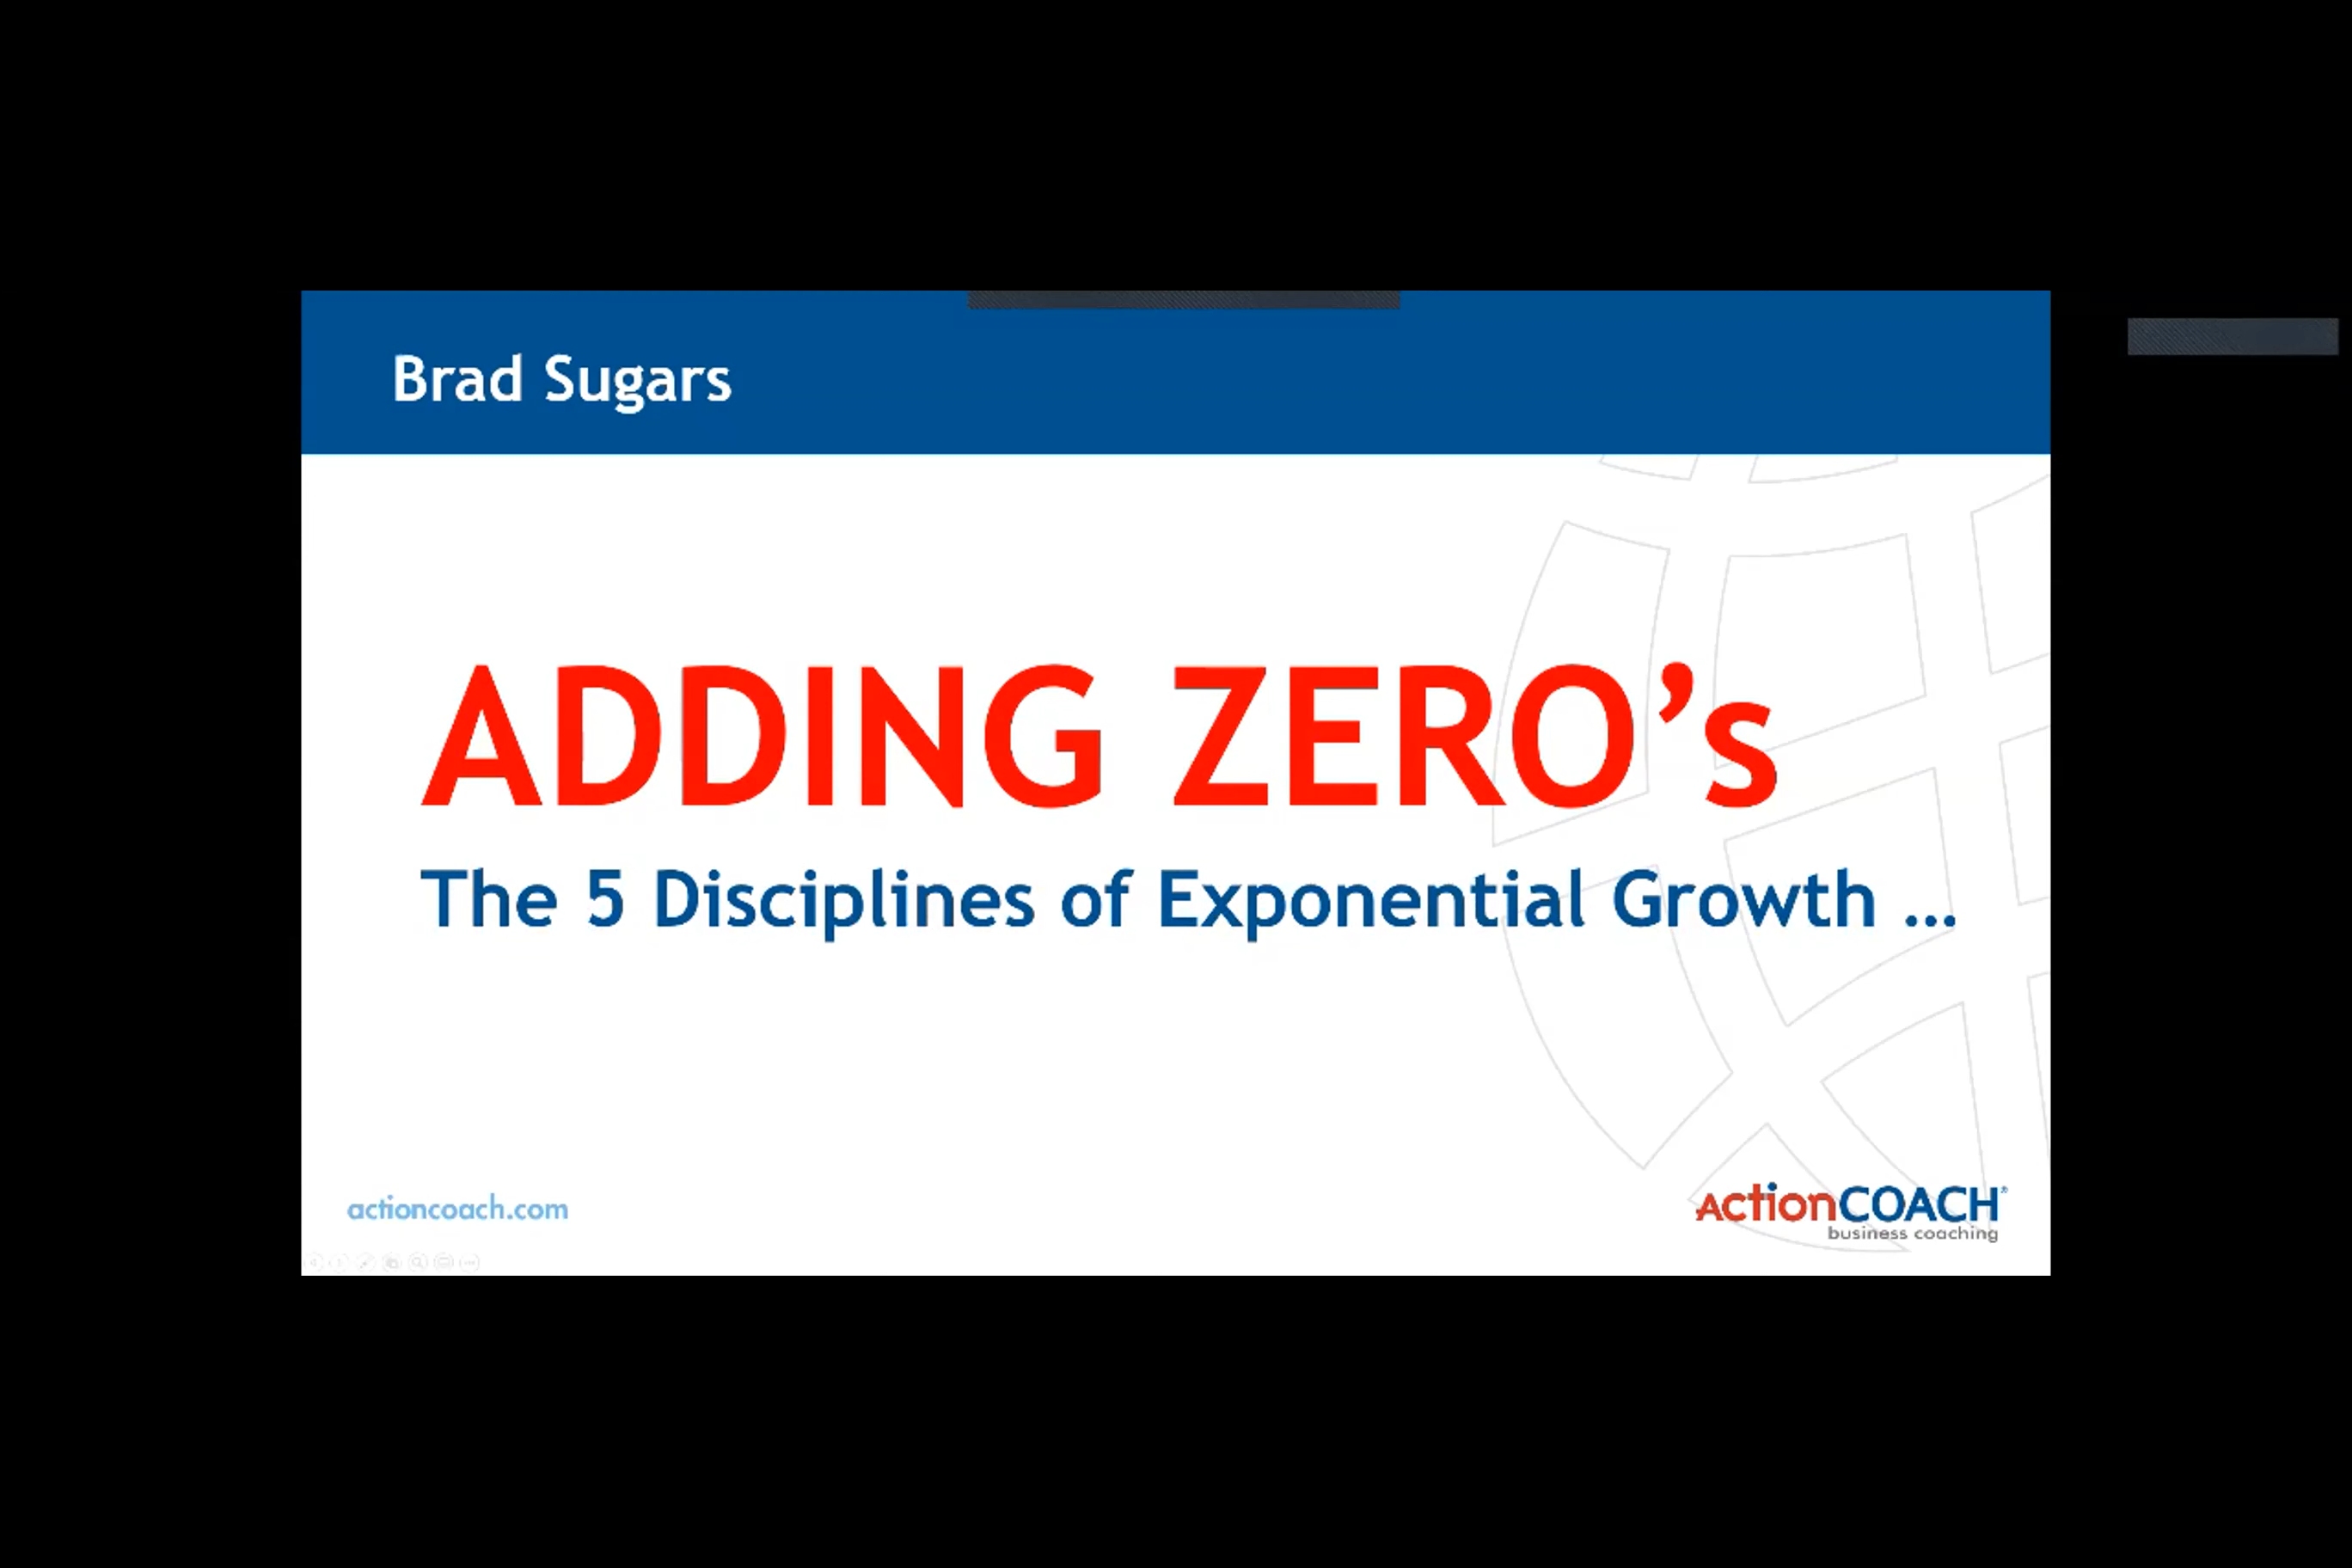 Brad Sugars
ADDING ZERO’s
The 5 Disciplines of Exponential Growth ...
actioncoach.com
ActionCOACH®
business coaching